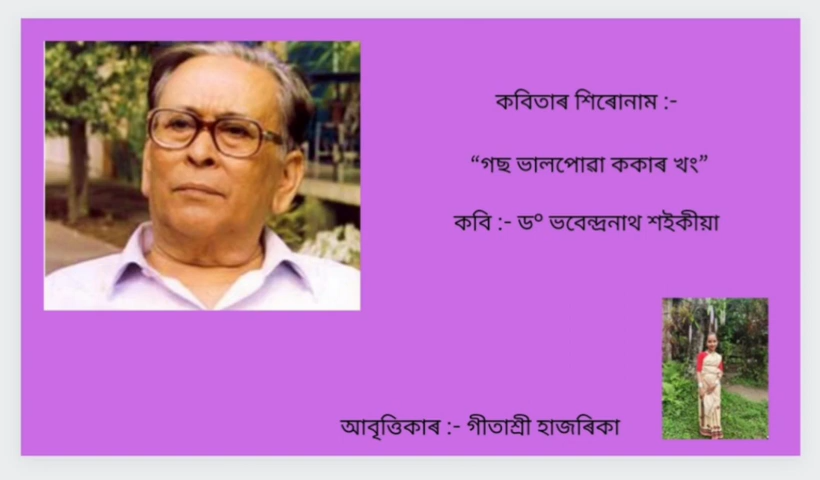 কবিতাৰ শিৰোনাম :-
“গছ ভালপোৱা ককাৰ খং”
কবি :- ড° ভবেন্দ্ৰনাথ শইকীয়া
আবৃত্তিকাৰ :- গীতাশ্ৰী হাজৰিকা